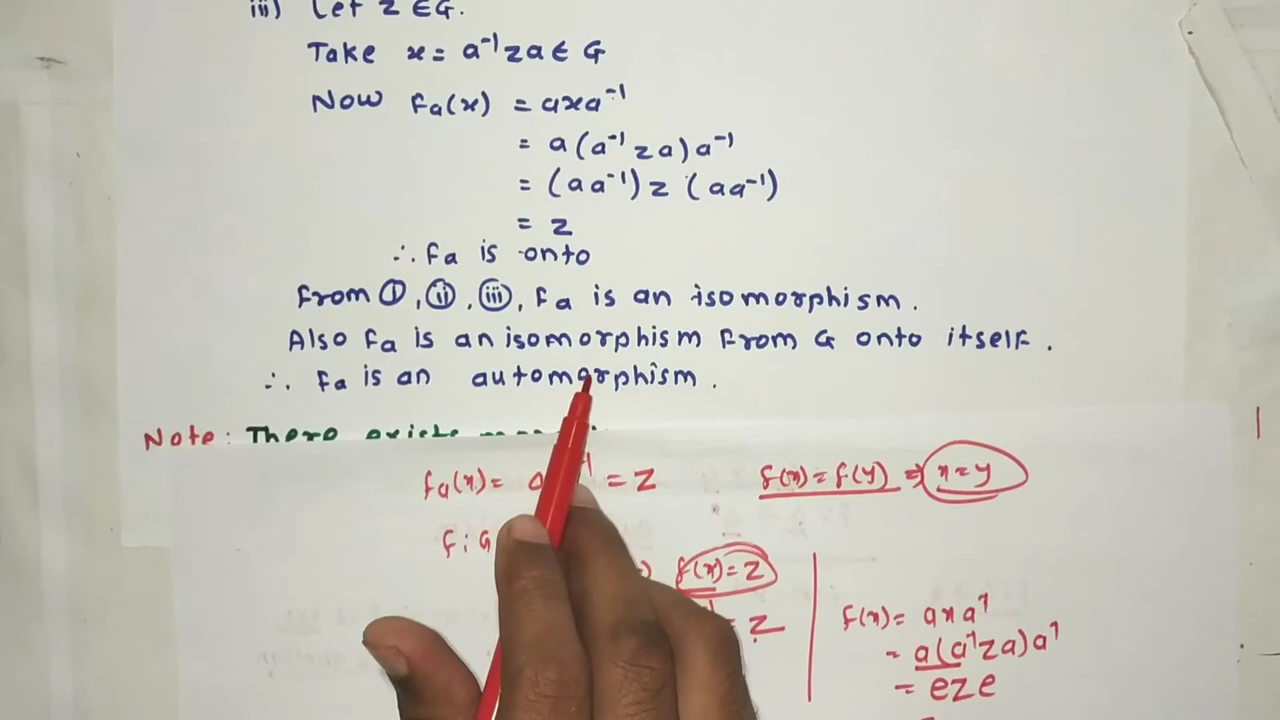 iii) Let z ∈ G.
Take x = a⁻¹za ∈ G
Now fa(x) = axa⁻¹
= a(a⁻¹za)a⁻¹
= (aa⁻¹) z (aa⁻¹)
= z
∴ fa is onto
From ⓘ, ⓘⓘ, ⓘⓘⓘ, fa is an isomorphism.
Also fa is an isomorphism from G onto itself.
∴ fa is an automorphism.
Note: There exists
fa(x) = a = z
f(x) = f(y) ⇒ x = y
f: G
f(x) = z
= z
f(x) = axa⁻¹
= a(a⁻¹za)a⁻¹
= eze